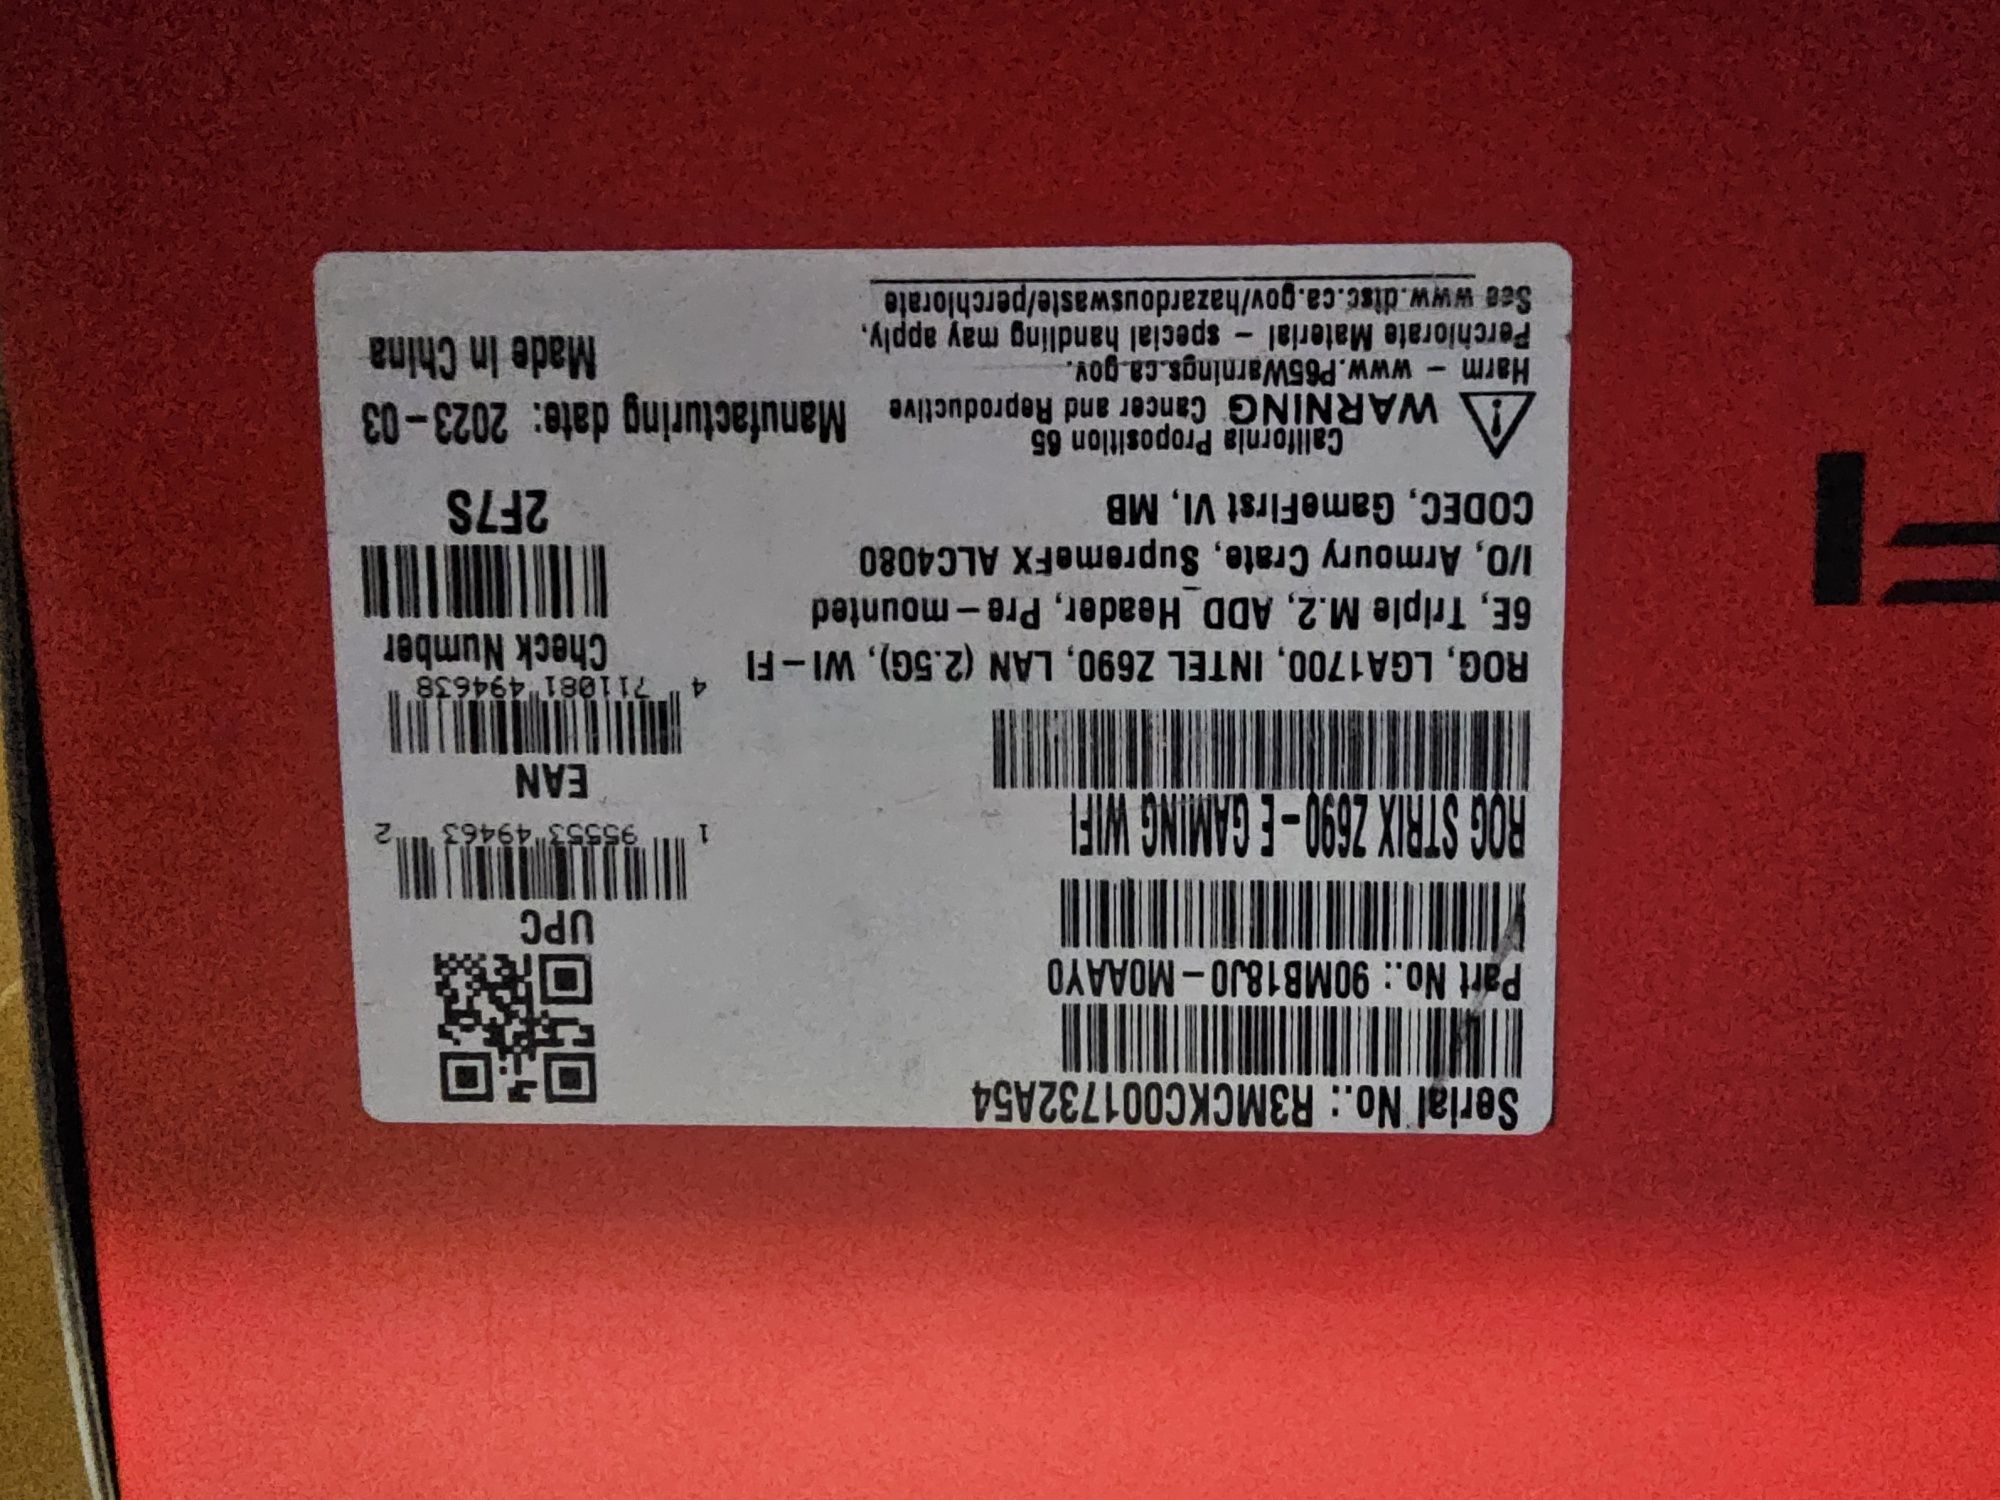 Serial No.: R3MCKC001732A54
Part No.: 90MB18J0-M0AAY0
ROG STRIX Z690-E GAMING WIFI
ROG, LGA1700, INTEL Z690, LAN (2.5G), WI-FI
6E, Triple M.2, ADD_Header, Pre-mounted
I/O, Armoury Crate, SupremeFX ALC4080
CODEC, GameFirst VI, MB
California Proposition 65
WARNING Cancer and Reproductive
Harm - www.P65Warnings.ca.gov.
Perchlorate Material - special handling may apply,
See www.dtsc.ca.gov/hazardouswaste/perchlorate
UPC
1 95553 49463 2
EAN
4 711081 494638
Check Number
2F7S
Manufacturing date: 2023-03
Made in China